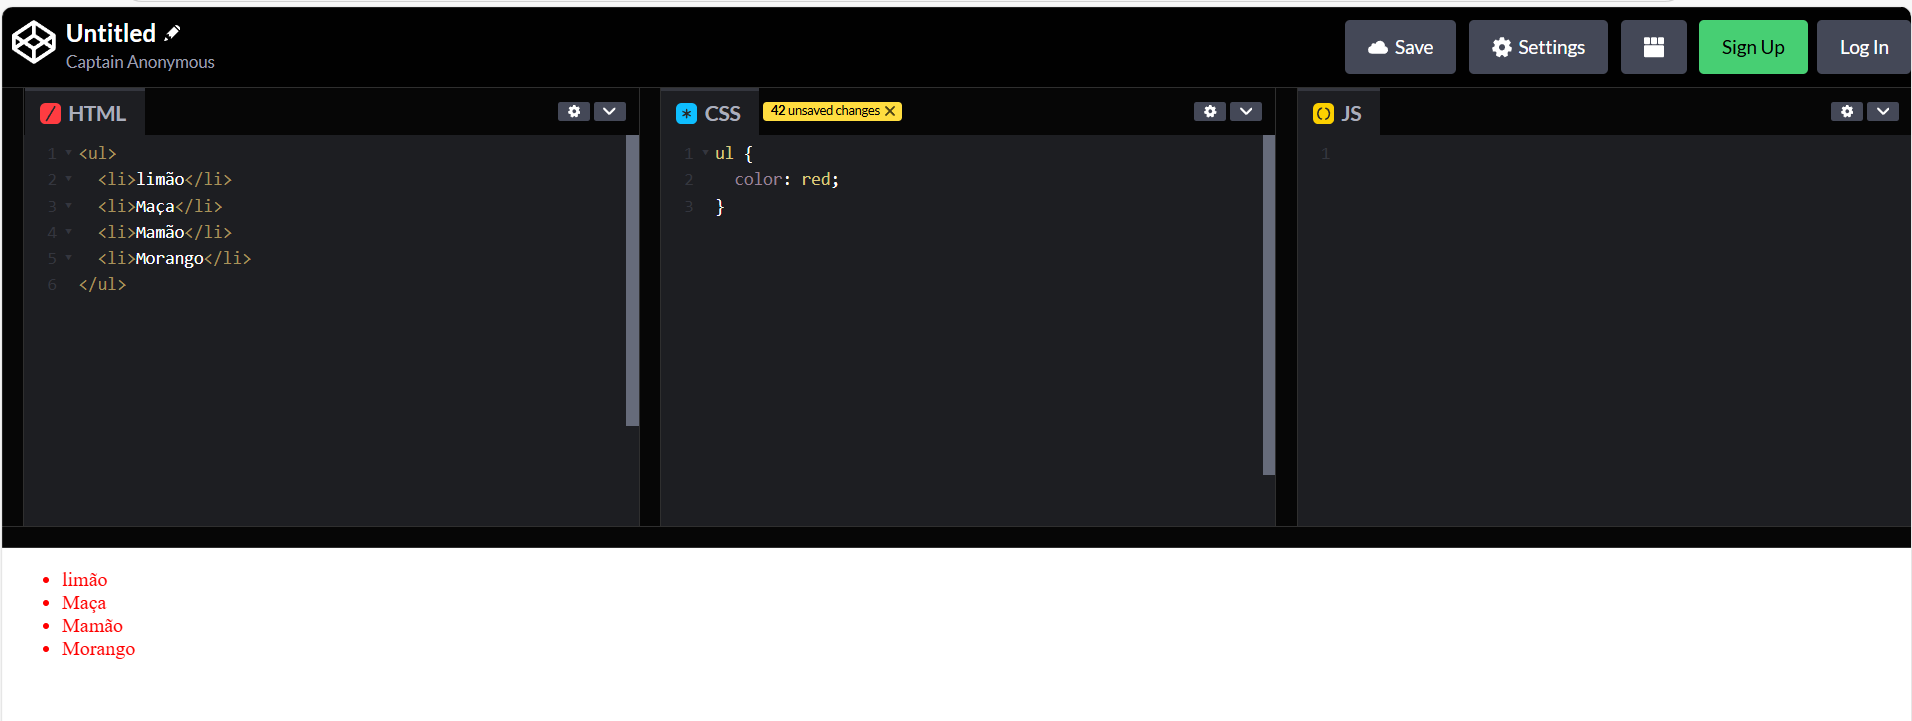 Untitled
Captain Anonymous
Save
Settings
Sign Up
Log In
HTML
1 <ul>
2 <li>limão</li>
3 <li>Maça</li>
4 <li>Mamão</li>
5 <li>Morango</li>
6 </ul>
CSS
42 unsaved changes
1 ul {
2 color: red;
3 }
JS
1
• limão
• Maça
• Mamão
• Morango